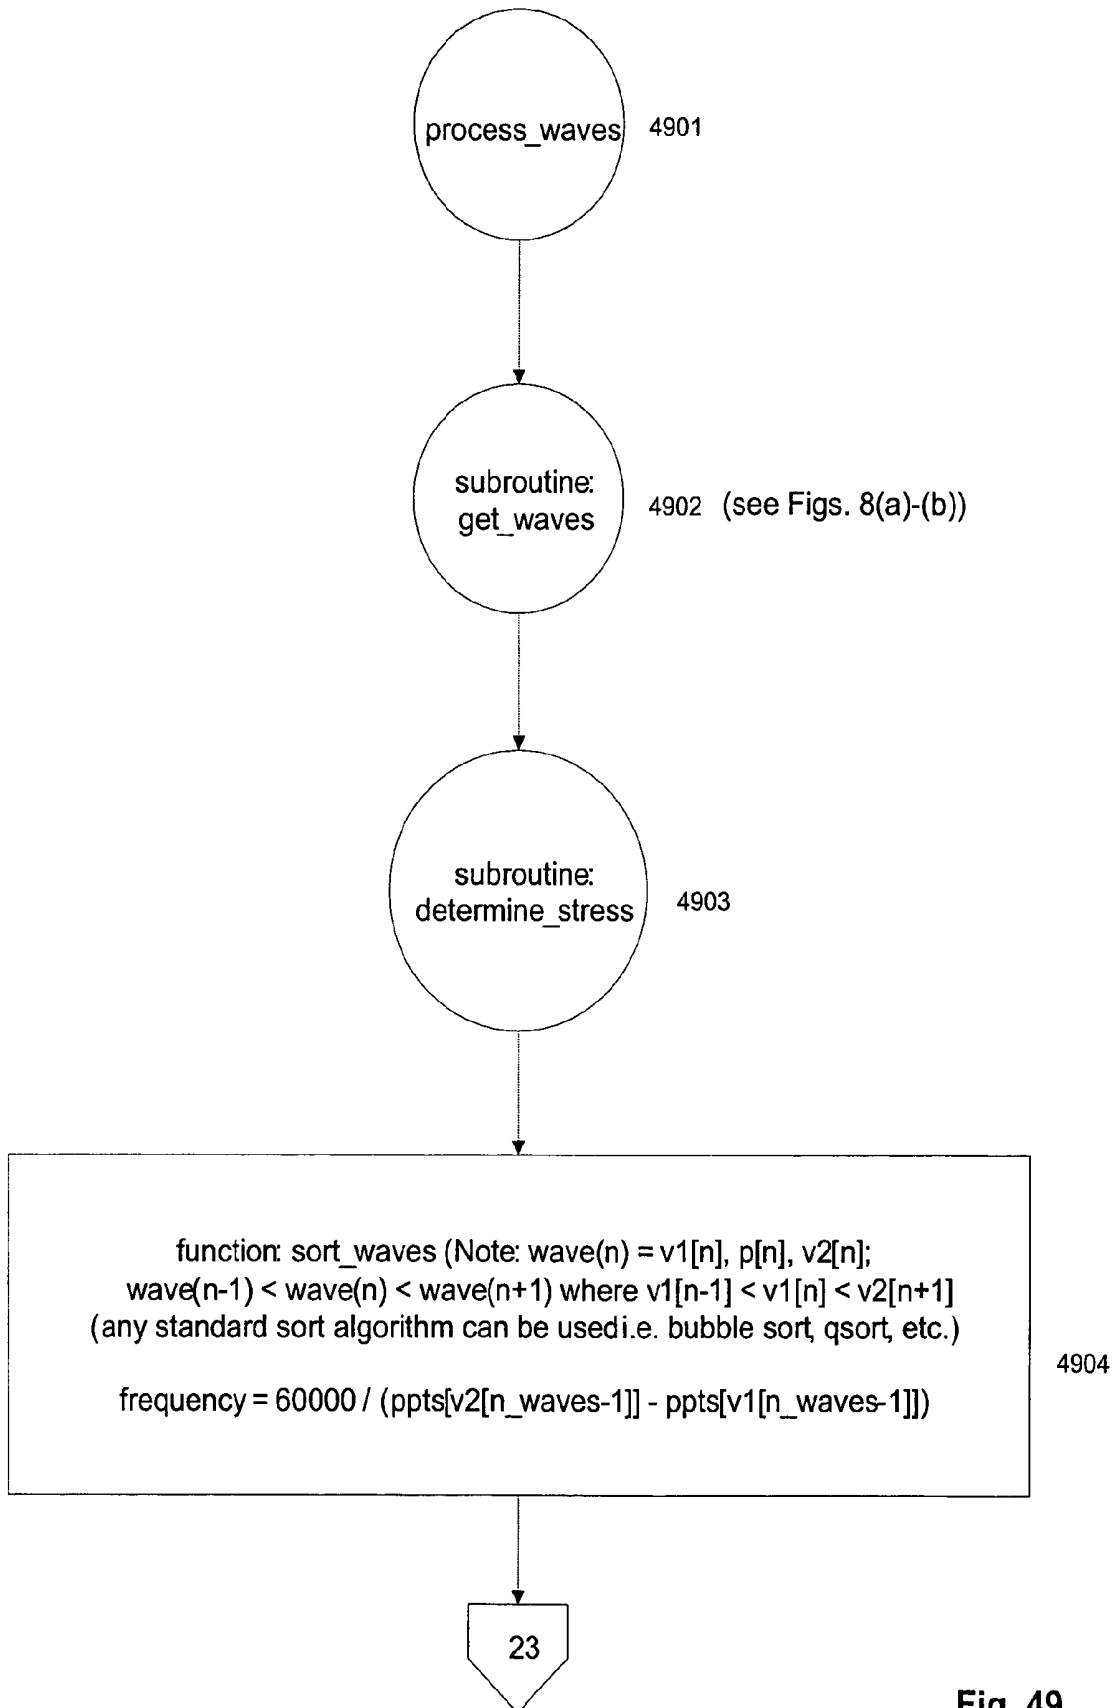 process_waves 4901
subroutine:
get_waves 4902 (see Figs. 8(a)-(b))
subroutine:
determine_stress 4903
function: sort_waves (Note: wave(n) = v1[n], p[n], v2[n];
wave(n-1) < wave(n) < wave(n+1) where v1[n-1] < v1[n] < v2[n+1]
(any standard sort algorithm can be used i.e. bubble sort, qsort, etc.)
4904
frequency = 60000 / (ppts[v2[n_waves-1]] - ppts[v1[n_waves-1]])
23
Fig. 49